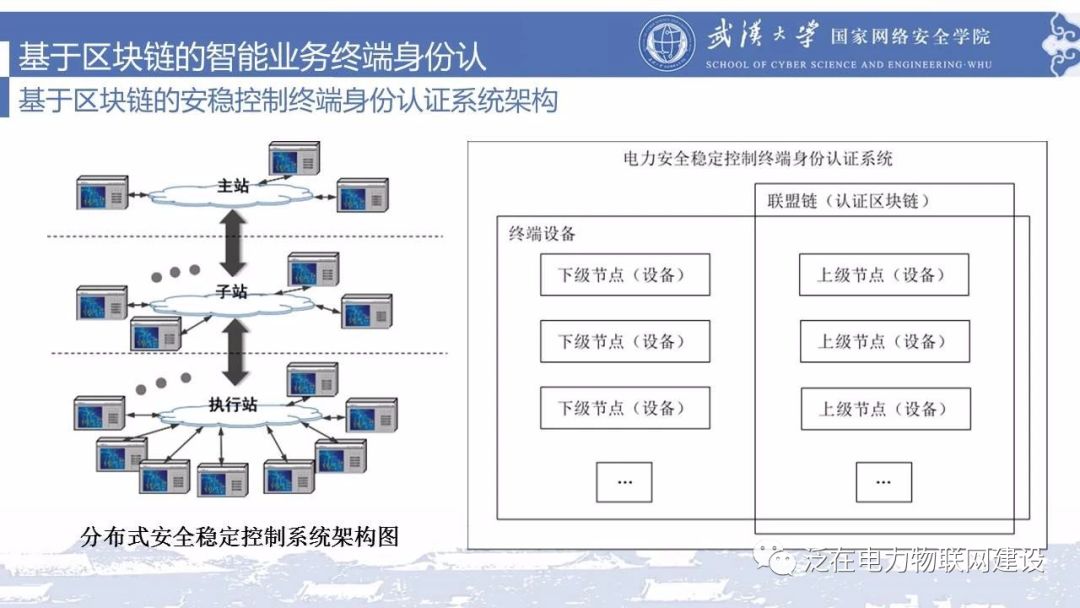 基于区块链的智能业务终端身份认
武漢大學 国家网络安全学院
SCHOOL OF CYBER SCIENCE AND ENGINEERING·WHU
基于区块链的安稳控制终端身份认证系统架构
主站
子站
执行站
分布式安全稳定控制系统架构图
电力安全稳定控制终端身份认证系统
联盟链（认证区块链）
终端设备
下级节点（设备）
上级节点（设备）
下级节点（设备）
上级节点（设备）
下级节点（设备）
上级节点（设备）
...
...
泛在电力物联网建设